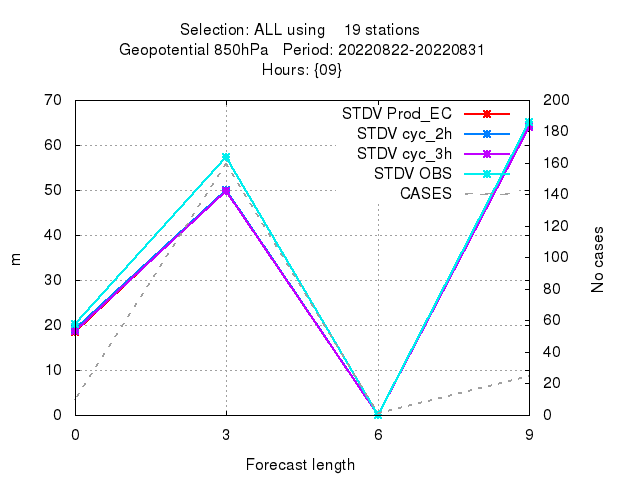 Selection: ALL using 19 stations
Geopotential 850hPa Period: 20220822-20220831
Hours: {09}
70 200
60 180
50 160
40 140
30 120
20 100
10 80
0 60
40
20
0
STDV Prod_EC
STDV cyc_2h
STDV cyc_3h
STDV OBS
CASES
m
No cases
0 3 6 9
Forecast length